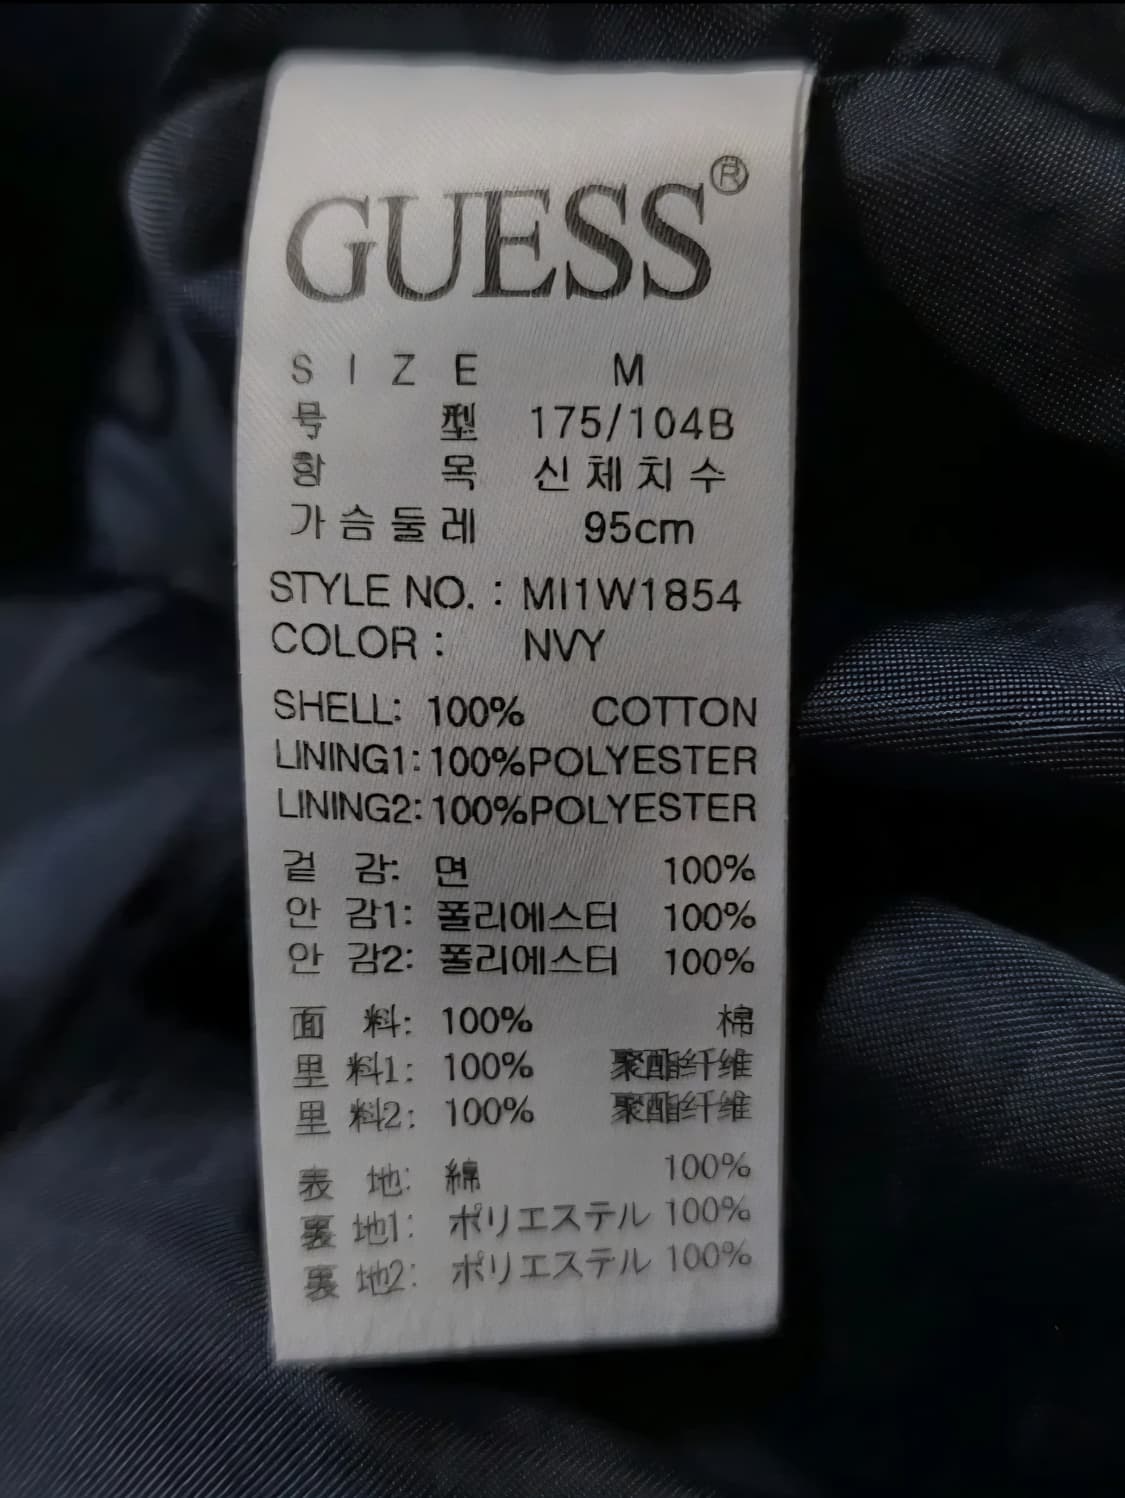 GUESS®
SIZE M
号型 175/104B
항목 신체치수
가슴둘레 95cm
STYLE NO. : MI1W1854
COLOR : NVY
SHELL: 100% COTTON
LINING1: 100%POLYESTER
LINING2: 100%POLYESTER
겉감: 면 100%
안감1: 폴리에스터 100%
안감2: 폴리에스터 100%
面料: 100% 棉
里料1: 100% 聚酯纤维
里料2: 100% 聚酯纤维
表地: 綿 100%
裏地1: ポリエステル 100%
裏地2: ポリエステル 100%